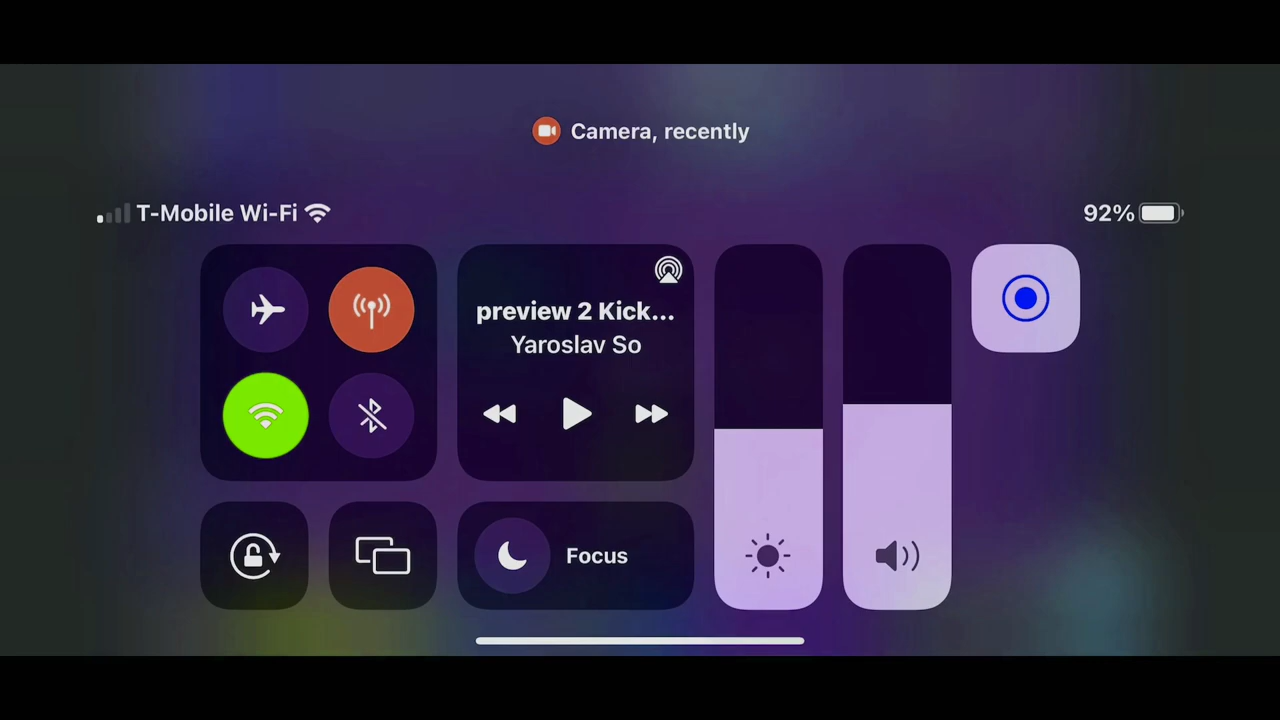 Camera, recently
T-Mobile Wi-Fi
92%
preview 2 Kick...
Yaroslav So
Focus